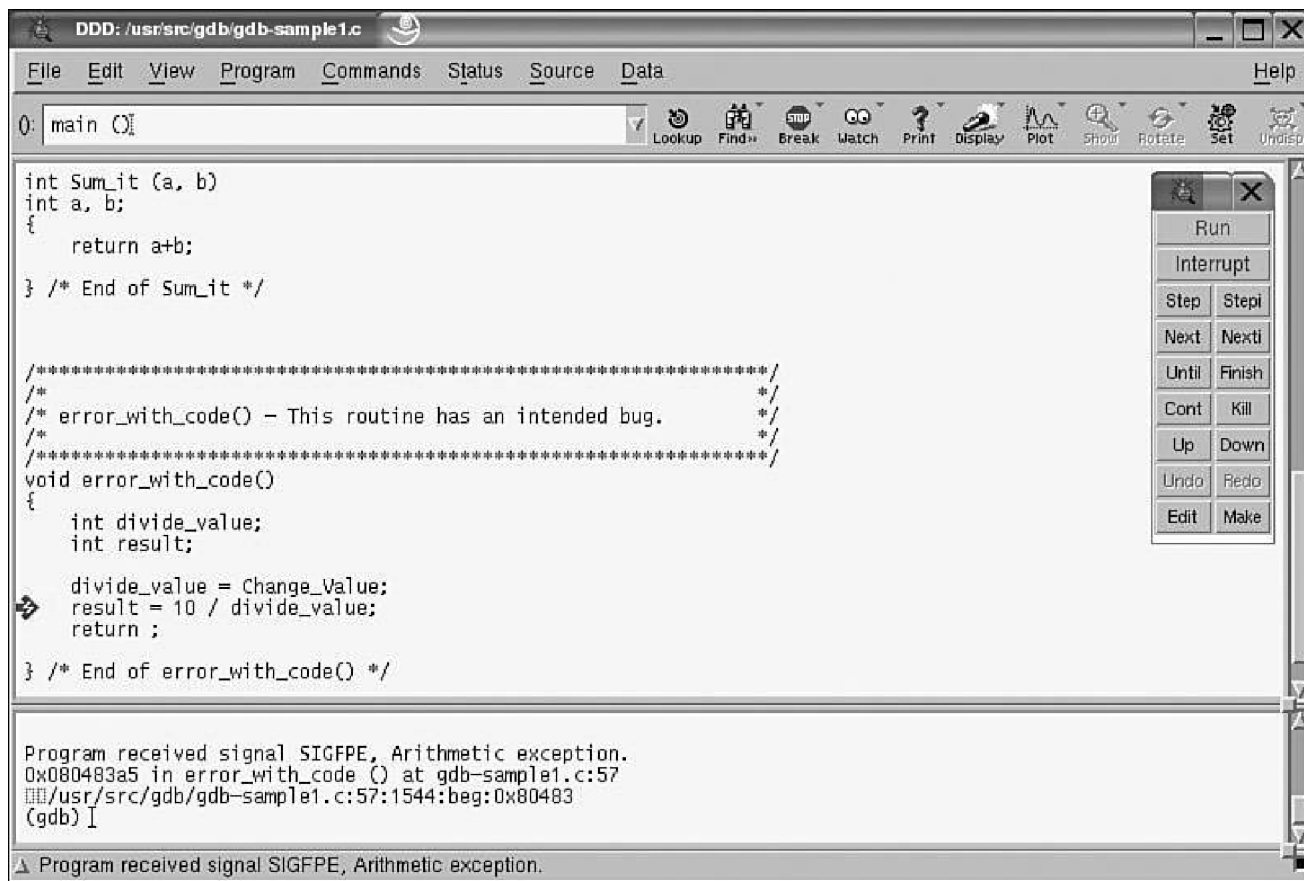 DDD: /usr/src/gdb/gdb-sample1.c
File Edit View Program Commands Status Source Data Help
(): main ()
Lookup Find» Break Watch Print Display Plot Show Rotate Set Undisp
int Sum_it (a, b)
int a, b;
{
    return a+b;
} /* End of Sum_it */
/****************************************************************/
/*                                                              */
/* error_with_code() – This routine has an intended bug.        */
/*                                                              */
/****************************************************************/
void error_with_code()
{
    int divide_value;
    int result;
    divide_value = Change_Value;
    result = 10 / divide_value;
    return ;
} /* End of error_with_code() */
Run
Interrupt
Step Stepi
Next Nexti
Until Finish
Cont Kill
Up Down
Undo Redo
Edit Make
Program received signal SIGFPE, Arithmetic exception.
0x080483a5 in error_with_code () at gdb-sample1.c:57
/usr/src/gdb/gdb-sample1.c:57:1544:beg:0x80483
(gdb)
Program received signal SIGFPE, Arithmetic exception.